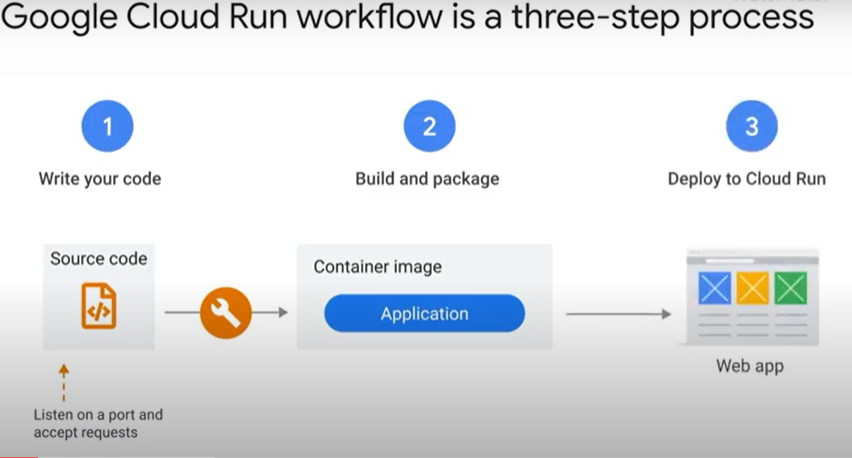 Google Cloud Run workflow is a three-step process
1
2
3
Write your code
Build and package
Deploy to Cloud Run
Source code
</>
Container image
Application
Web app
Listen on a port and
accept requests